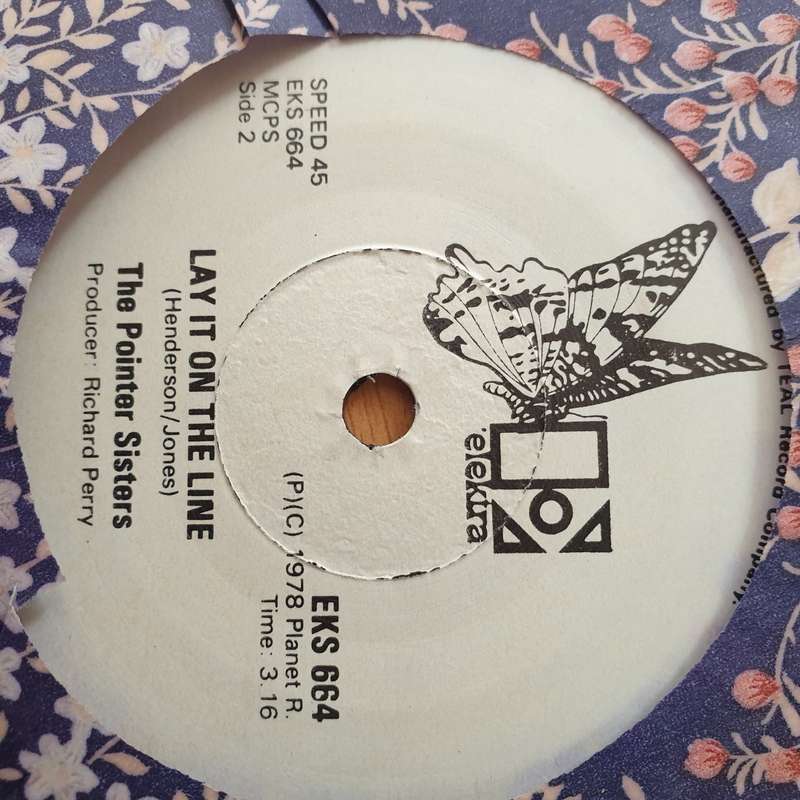 manufactured by TEAL Record Company.
elektra
SPEED 45
EKS 664
MCPS
Side 2
EKS 664
(P)(C) 1978 Planet R.
Time: 3.16
LAY IT ON THE LINE
(Henderson/Jones)
The Pointer Sisters
Producer: Richard Perry